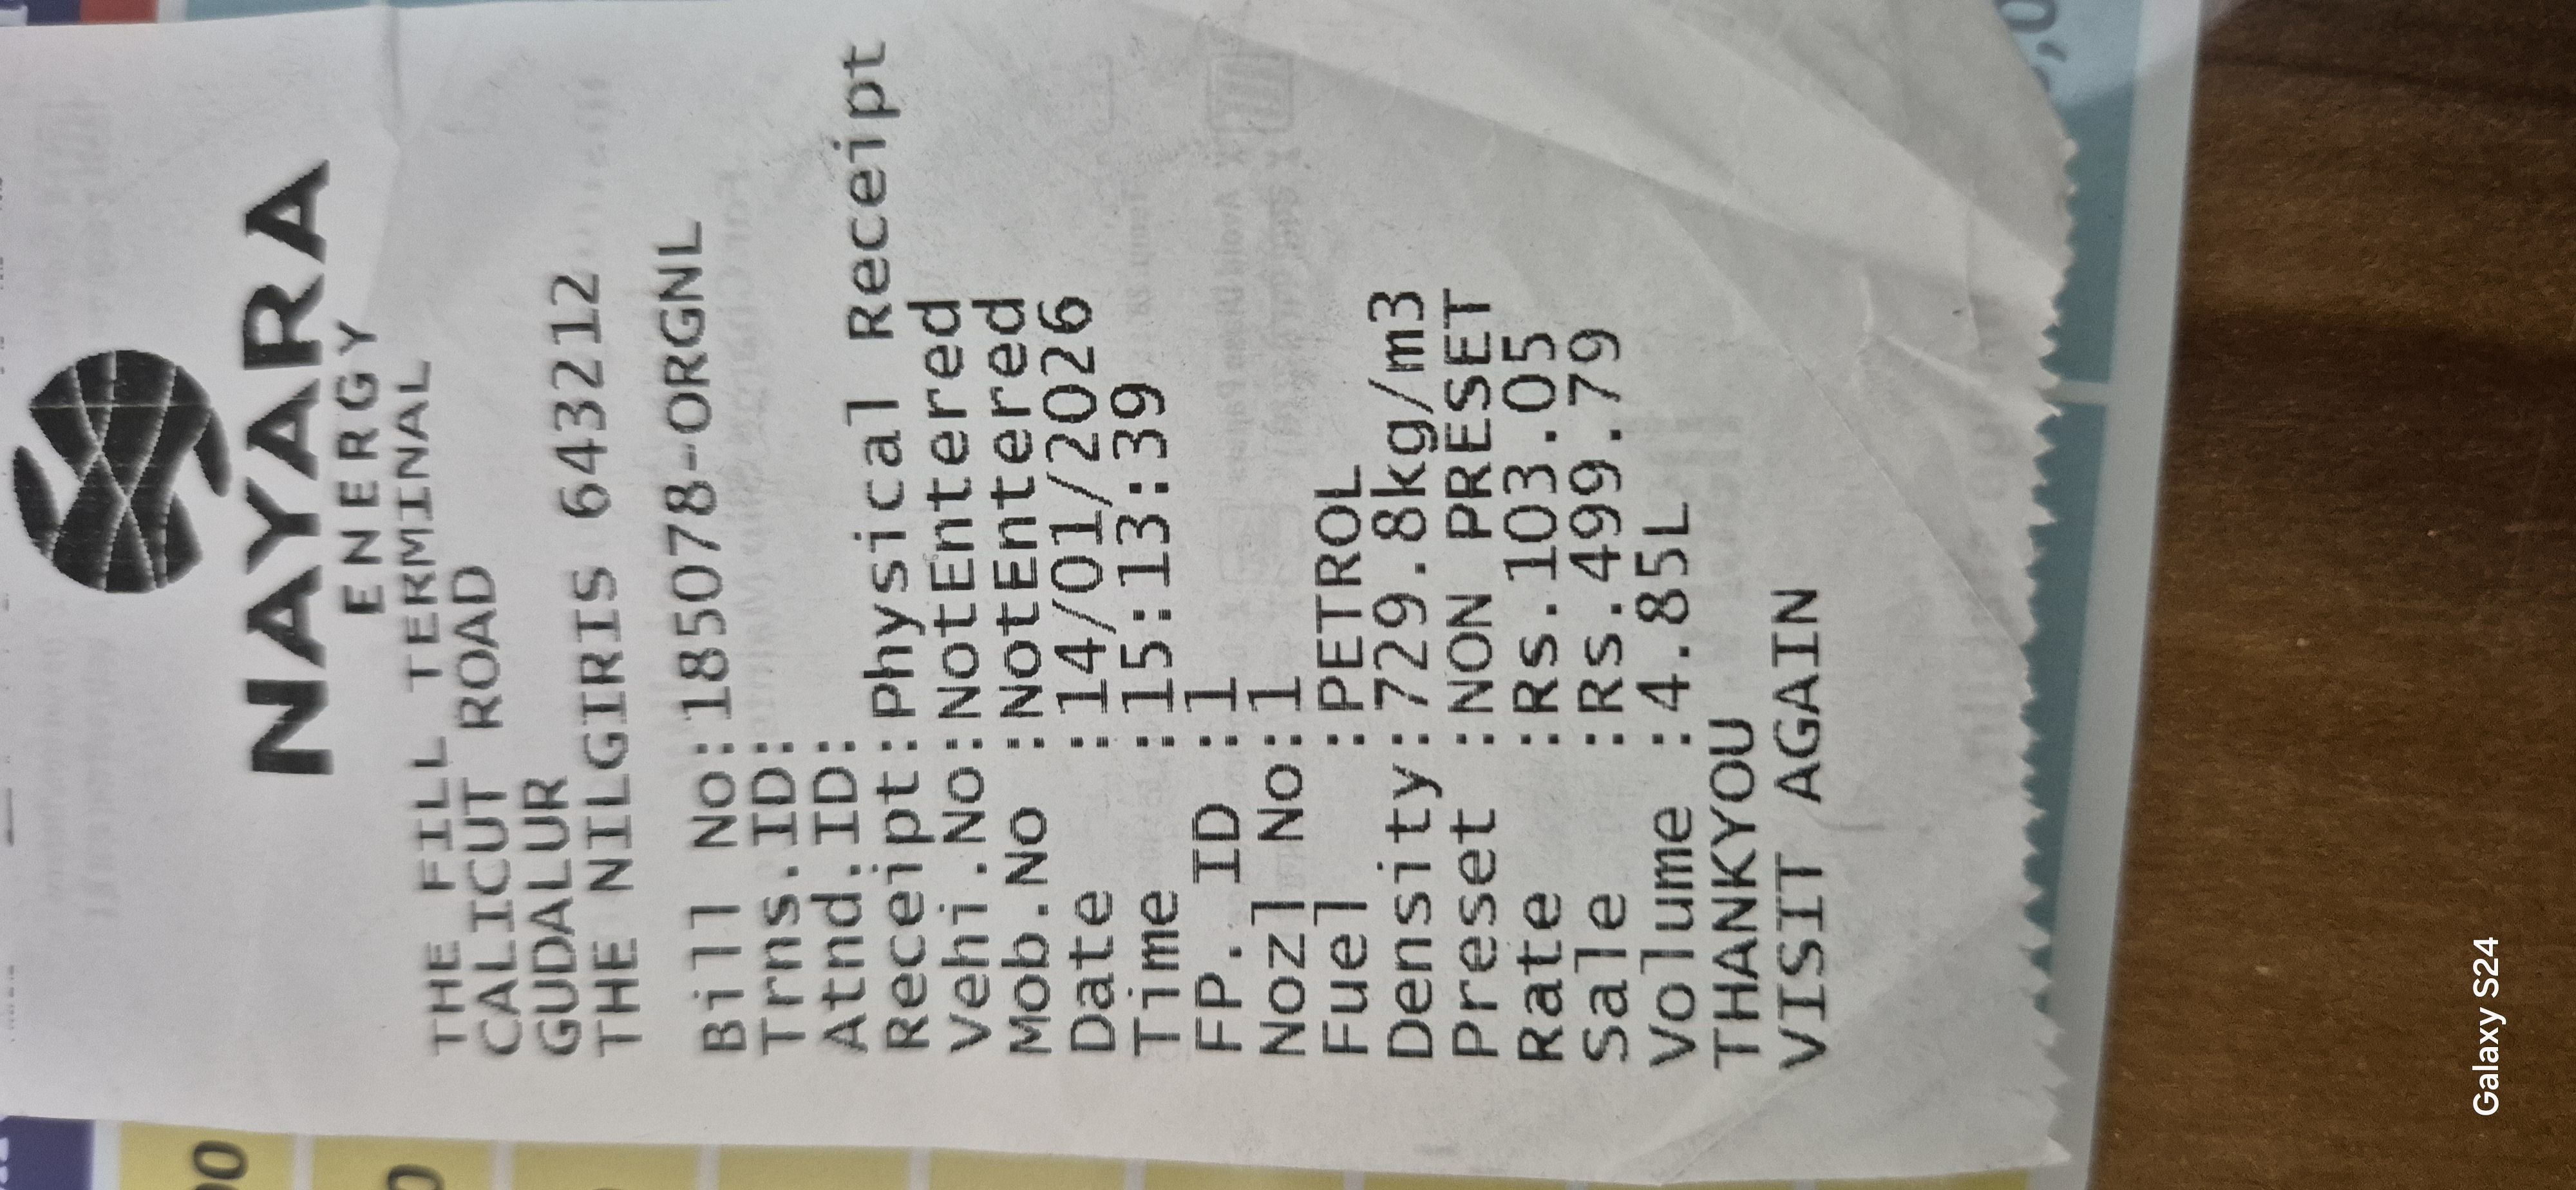 NAYARA
ENERGY
THE FILL TERMINAL
CALICUT ROAD
GUDALUR
THE NILGIRIS 643212
Bill No:185078-ORGNL
Trns.ID:
Atnd.ID:
Receipt:Physical Receipt
Vehi.No:NotEntered
Mob.No :NotEntered
Date :14/01/2026
Time :15:13:39
FP. ID :1
Nozl No:1
Fuel :PETROL
Density:729.8kg/m3
Preset :NON PRESET
Rate :Rs.103.05
Sale :Rs.499.79
Volume :4.85L
THANKYOU
VISIT AGAIN
Galaxy S24